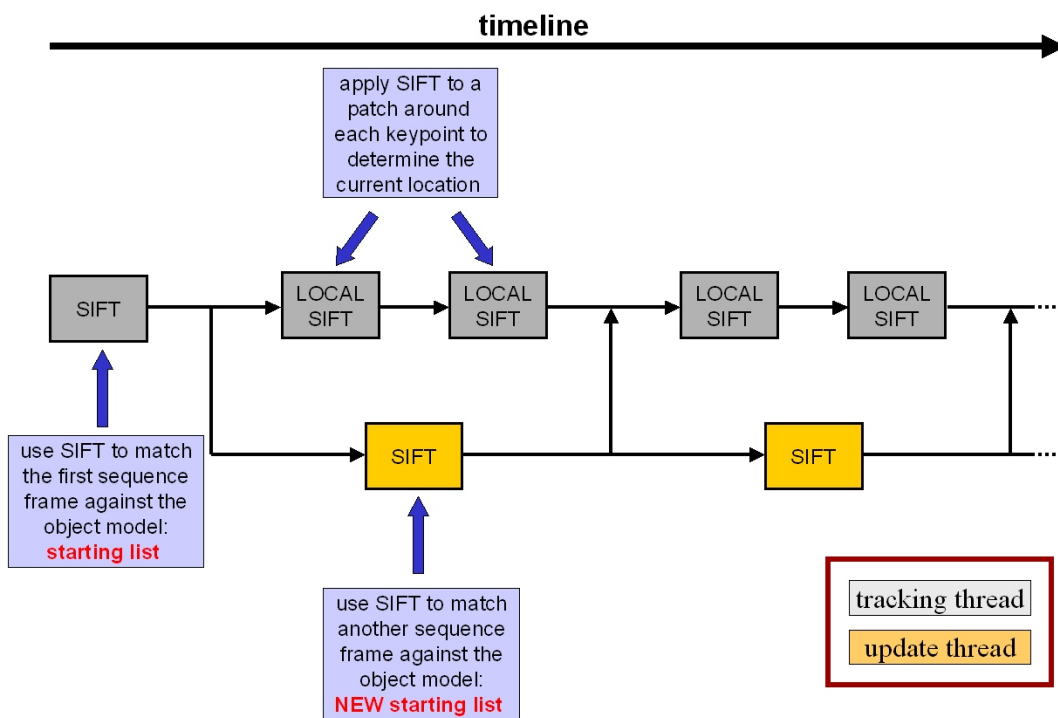 timeline
apply SIFT to a
patch around
each keypoint to
determine the
current location
SIFT
LOCAL
SIFT
LOCAL
SIFT
LOCAL
SIFT
LOCAL
SIFT
use SIFT to match
the first sequence
frame against the
object model:
starting list
SIFT
SIFT
use SIFT to match
another sequence
frame against the
object model:
NEW starting list
tracking thread
update thread